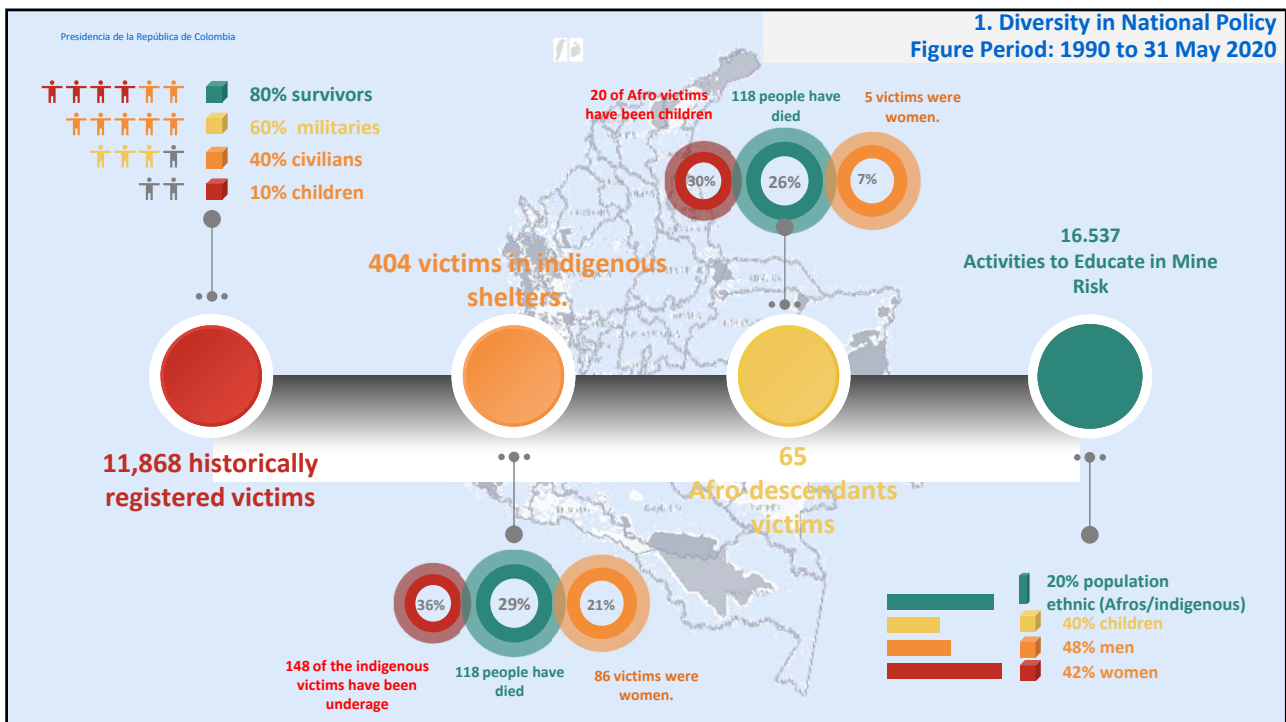 Presidencia de la República de Colombia
1. Diversity in National Policy
Figure Period: 1990 to 31 May 2020
80% survivors
60% militaries
40% civilians
10% children
20 of Afro victims
have been children
118 people have
died
5 victims were
women.
30%
26%
7%
404 victims in indigenous
shelters.
16.537
Activities to Educate in Mine
Risk
11,868 historically
registered victims
65
Afro-descendants
victims
36%
29%
21%
148 of the indigenous
victims have been
underage
118 people have
died
86 victims were
women.
20% population
ethnic (Afros/indigenous)
40% children
48% men
42% women